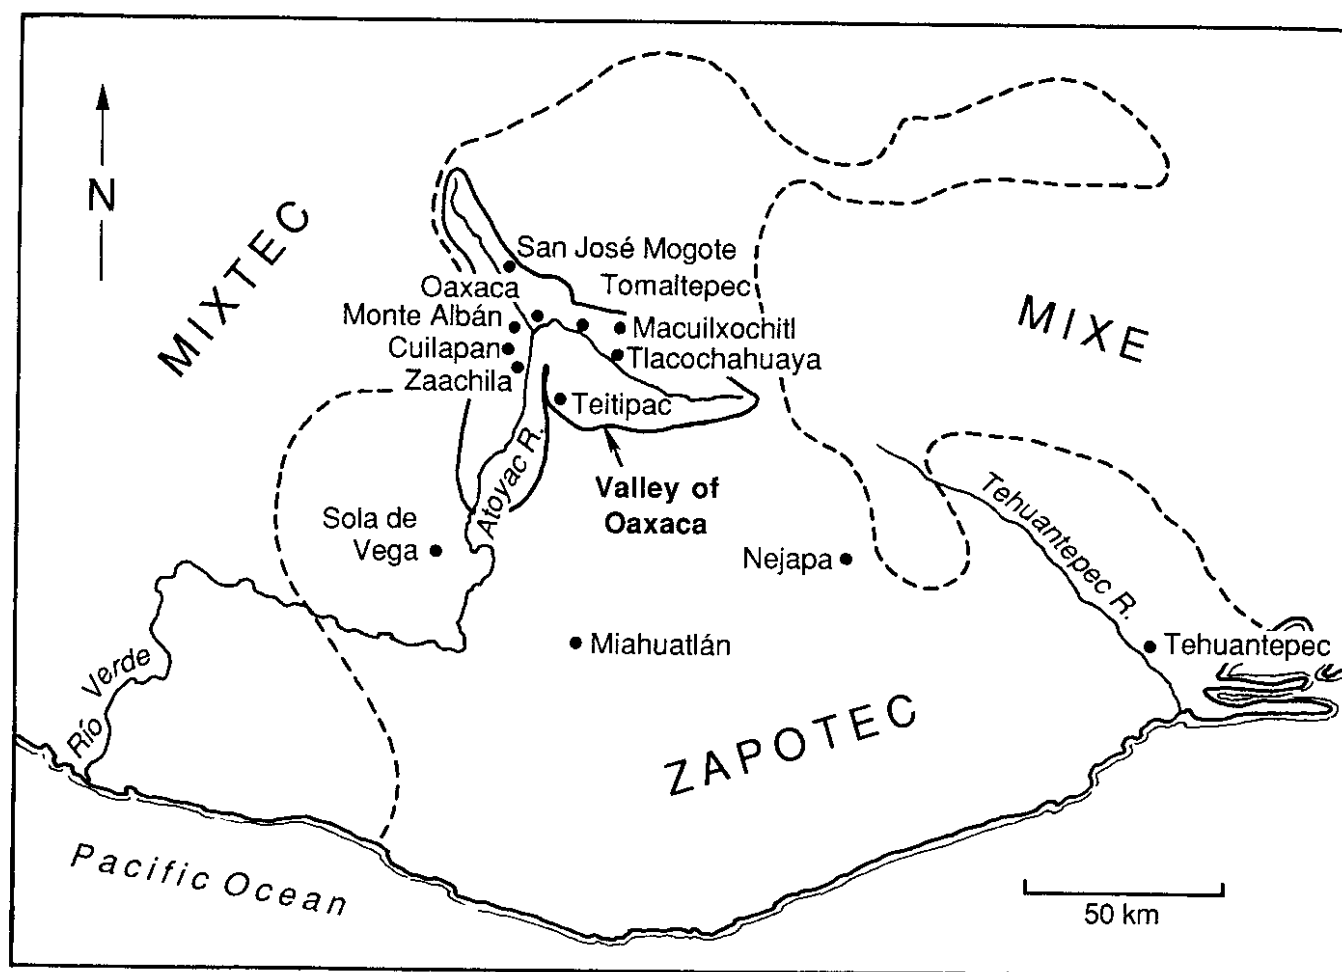 N
MIXTEC
MIXE
San José Mogote
Oaxaca
Tomaltepec
Monte Albán
Macuilxochitl
Cuilapan
Tlacochahuaya
Zaachila
Teitipac
Atoyac R.
Valley of
Oaxaca
Sola de
Vega
Nejapa
Tehuantepec R.
Miahuatlán
Tehuantepec
Río Verde
ZAPOTEC
Pacific Ocean
50 km